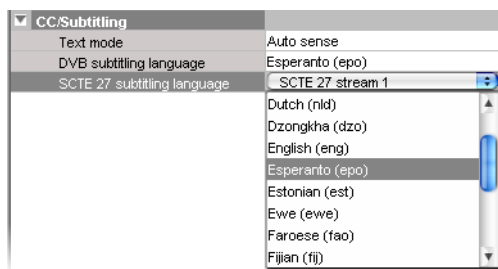 CC/Subtitling
Text mode Auto sense
DVB subtitling language Esperanto (epo)
SCTE 27 subtitling language SCTE 27 stream 1
Dutch (nld)
Dzongkha (dzo)
English (eng)
Esperanto (epo)
Estonian (est)
Ewe (ewe)
Faroese (fao)
Fijian (fij)